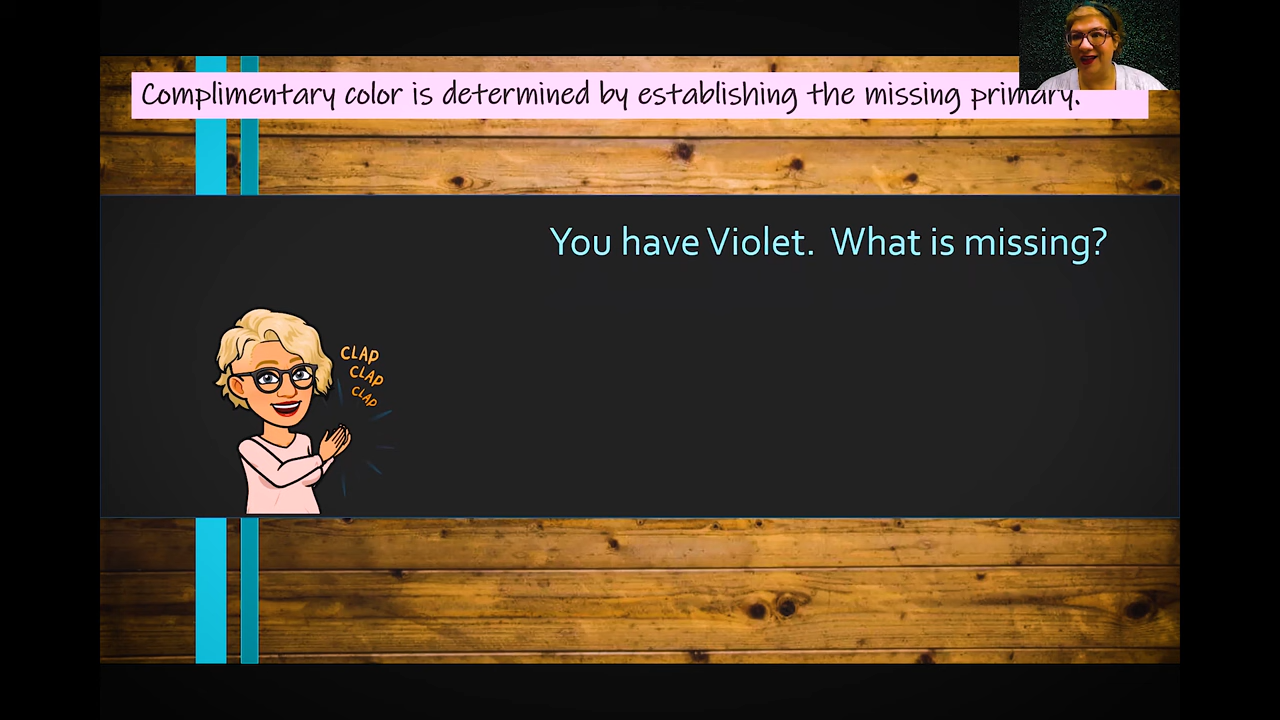 Complimentary color is determined by establishing the missing primary.
You have Violet. What is missing?
CLAP
CLAP
CLAP